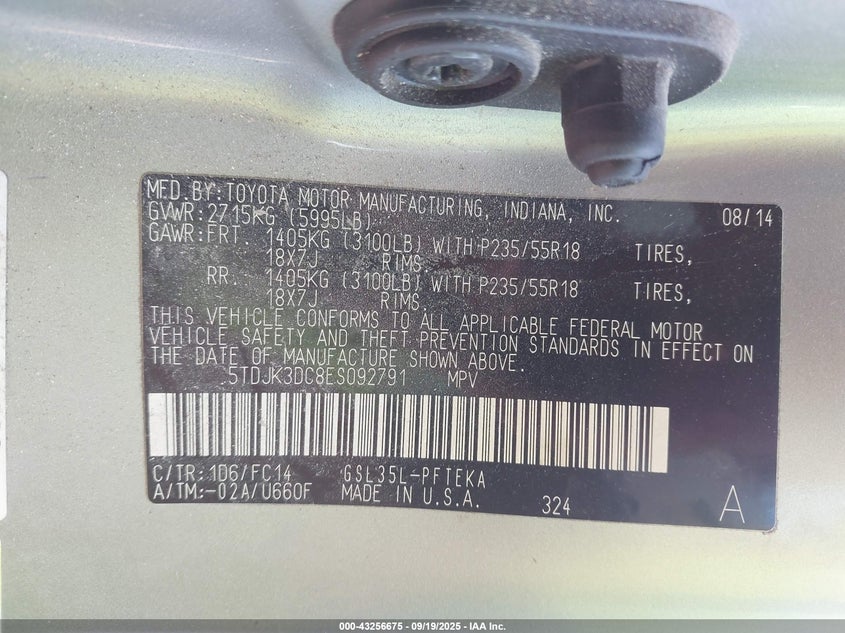 MFD.BY:TOYOTA MOTOR MANUFACTURING, INDIANA, INC. 08/14
GVWR:2715KG (5995LB)
GAWR:FRT. 1405KG (3100LB) WITH P235/55R18 TIRES,
18X7J RIMS
RR. 1405KG (3100LB) WITH P235/55R18 TIRES,
18X7J RIMS
THIS VEHICLE CONFORMS TO ALL APPLICABLE FEDERAL MOTOR
VEHICLE SAFETY AND THEFT PREVENTION STANDARDS IN EFFECT ON
THE DATE OF MANUFACTURE SHOWN ABOVE.
5TDJK3DC8ES092791 MPV
C/TR:1D6/FC14 GSL35L-PFTEKA
A/TM:-02A/U660F MADE IN U.S.A. 324 A
000-43256675 - 09/19/2025 - IAA Inc.